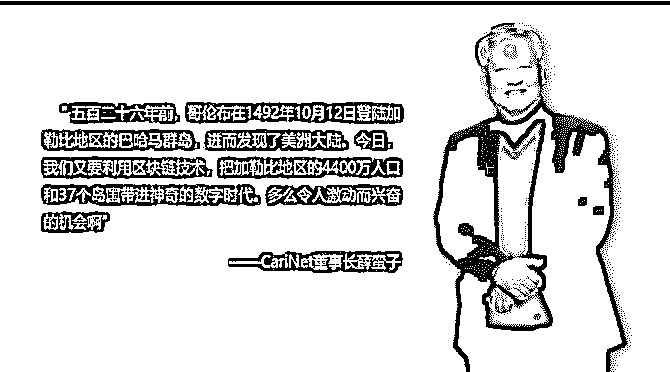 "五百二十六年前，哥伦布在1492年10月12日登陆加
勒比地区的巴哈马群岛，进而发现了美洲大陆。今日，
我们又要利用区块链技术，把加勒比地区的4400万人口
和37个岛国带进神奇的数字时代。多么令人激动而兴奋
的机会啊"
——CariNet董事长薛蛮子